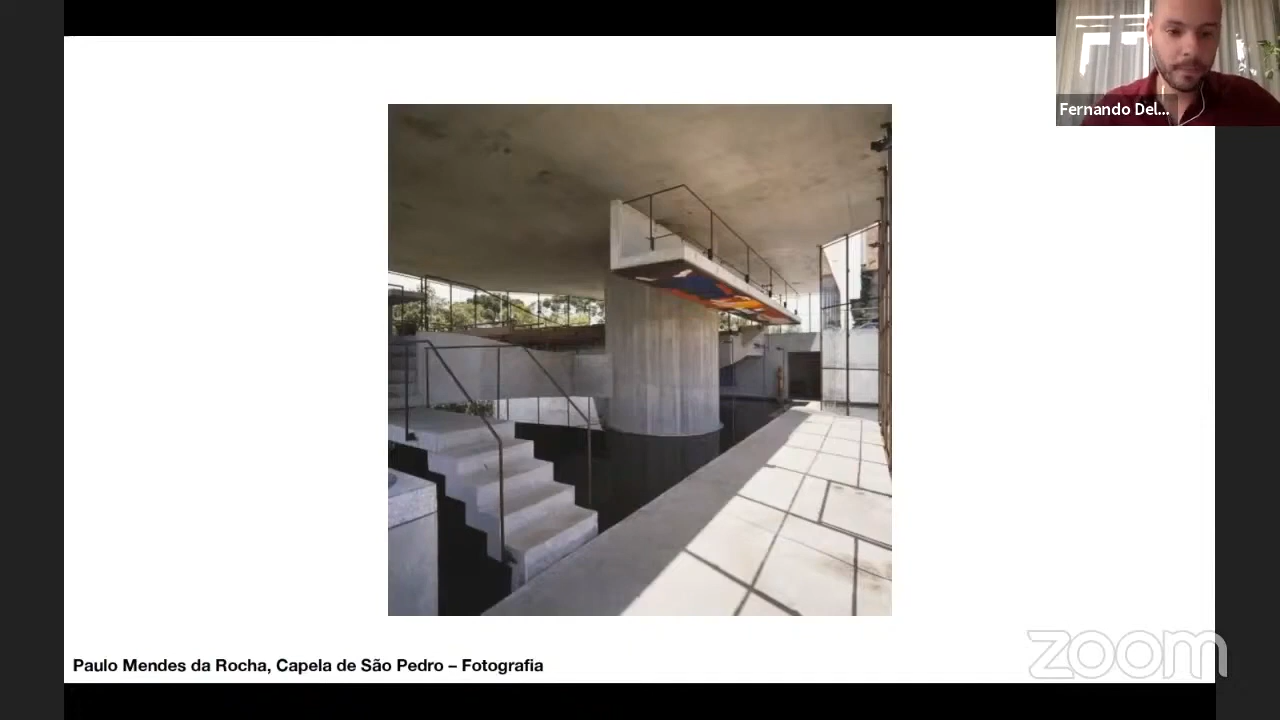 Fernando Del...
Paulo Mendes da Rocha, Capela de São Pedro – Fotografia
zoom